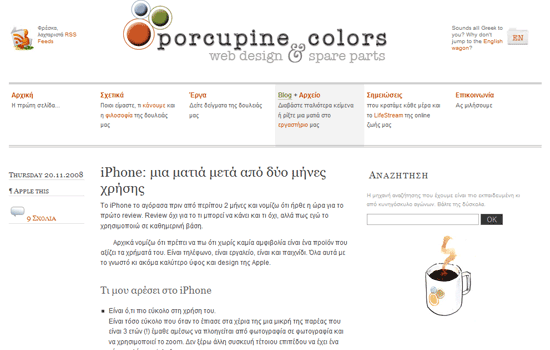 Φρέσκα,
λαχταριστά RSS
Feeds
porcupine colors
web design & spare parts
Sounds all Greek to
you? Why don't
jump to the English
wagon?
EN
Αρχική
Η πρώτη σελίδα...
Σχετικά
Ποιοι είμαστε, τι κάνουμε και
η φιλοσοφία της δουλειάς
μας
Έργα
Δείτε δείγματα της δουλειάς
μας
Blog + Αρχείο
Διαβάστε παλιότερα κείμενα
ή ρίξτε μια ματιά στο
εργαστήριο μας
Σημειώσεις
που κρατάμε κάθε μέρα και
το LifeStream της online
ζωής μας
Επικοινωνία
Ας μιλήσουμε
Thursday 20.11.2008
¶ Apple this
9 Σχόλια
iPhone: μια ματιά μετά από δύο μήνες
χρήσης
Το iPhone το αγόρασα πριν από περίπου 2 μήνες και νομίζω ότι ήρθε η ώρα για το
πρώτο review. Review όχι για το τι μπορεί να κάνει και τι όχι, αλλά πως εγώ το
χρησιμοποιώ σε καθημερινή βάση.
Αρχικά νομίζω ότι πρέπει να πω ότι χωρίς καμία αμφιβολία είναι ένα προϊόν που
αξίζει τα χρήματά του. Είναι τηλέφωνο, είναι εργαλείο, είναι και παιχνίδι. Όλα αυτά με
το γνωστό κι ακόμα καλύτερο ύφος και design της Apple.
Τι μου αρέσει στο iPhone
Είναι ό,τι πιο εύκολο στη χρήση του.
Είναι τόσο εύκολο που όταν το έπιασε στα χέρια της μια μικρή της παρέας που
είναι 3 ετών (!) έμαθε αμέσως να πλοηγείται από φωτογραφία σε φωτογραφία και
να χρησιμοποιεί το zoom. Δεν ξέρω άλλη συσκευή τέτοιου επιπέδου να έχει ένα
Αναζήτηση
Η μηχανή αναζήτησης που έχουμε είναι πιο εκπαιδευμένη κι
από κυνηγόσκυλο αγώνων. Βάλτε της δύσκολα.
OK